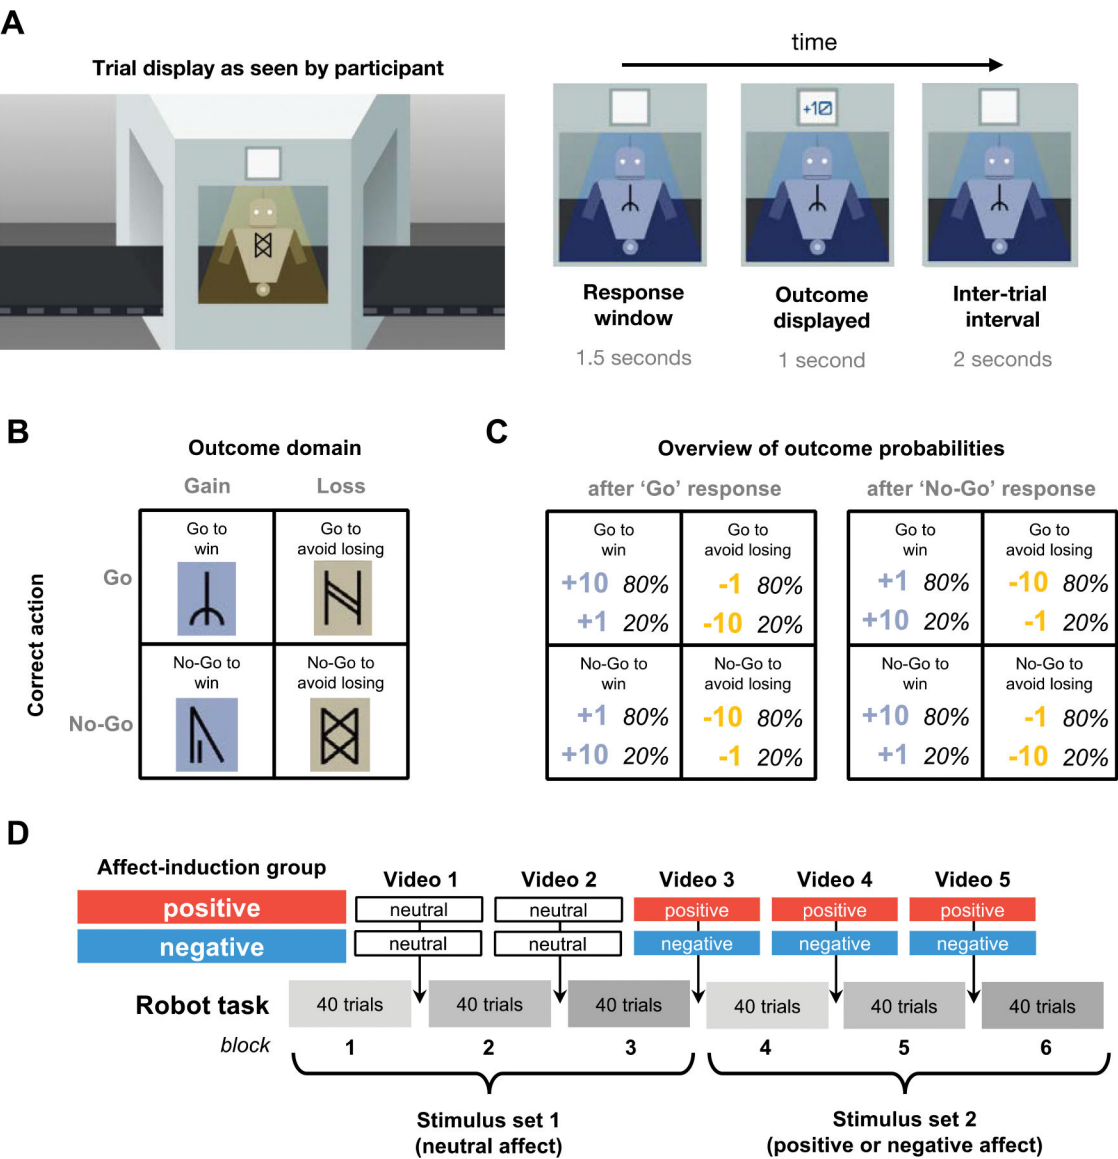 A
Trial display as seen by participant
time
+10
Response
window
1.5 seconds
Outcome
displayed
1 second
Inter-trial
interval
2 seconds
B
Outcome domain
Gain
Loss
Correct action
Go
No-Go
Go to
win
Go to
avoid losing
No-Go to
win
No-Go to
avoid losing
C
Overview of outcome probabilities
after ‘Go’ response
Go to
win
+10 80%
+1 20%
Go to
avoid losing
-1 80%
-10 20%
No-Go to
win
+1 80%
+10 20%
No-Go to
avoid losing
-10 80%
-1 20%
after ‘No-Go’ response
Go to
win
+1 80%
+10 20%
Go to
avoid losing
-10 80%
-1 20%
No-Go to
win
+10 80%
+1 20%
No-Go to
avoid losing
-1 80%
-10 20%
D
Affect-induction group
Video 1 Video 2 Video 3 Video 4 Video 5
positive neutral neutral positive positive positive
negative neutral neutral negative negative negative
Robot task 40 trials 40 trials 40 trials 40 trials 40 trials 40 trials
block 1 2 3 4 5 6
Stimulus set 1
(neutral affect)
Stimulus set 2
(positive or negative affect)